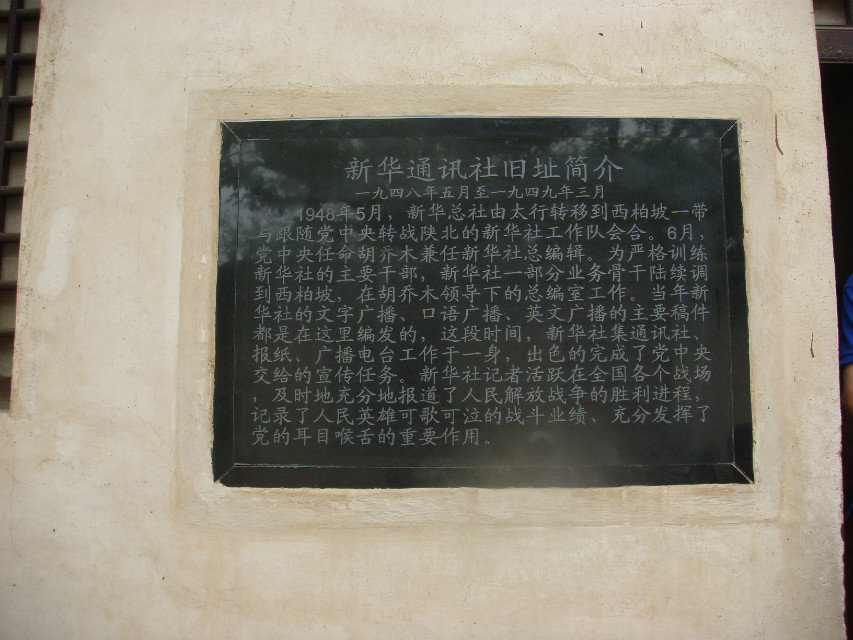 新华通讯社旧址简介
一九四八年五月至一九四九年三月
1948年5月，新华总社由太行转移到西柏坡一带
与跟随党中央转战陕北的新华社工作队会合。6月，
党中央任命胡乔木兼任新华社总编辑。为严格训练
新华社的主要干部，新华社一部分业务骨干陆续调
到西柏坡，在胡乔木领导下的总编室工作。当年新
华社的文字广播、口语广播、英文广播的主要稿件
都是在这里编发的，这段时间，新华社集通讯社、
报纸、广播电台工作于一身，出色的完成了党中央
交给的宣传任务。新华社记者活跃在全国各个战场
，及时地充分地报道了人民解放战争的胜利进程，
记录了人民英雄可歌可泣的战斗业绩、充分发挥了
党的耳目喉舌的重要作用。